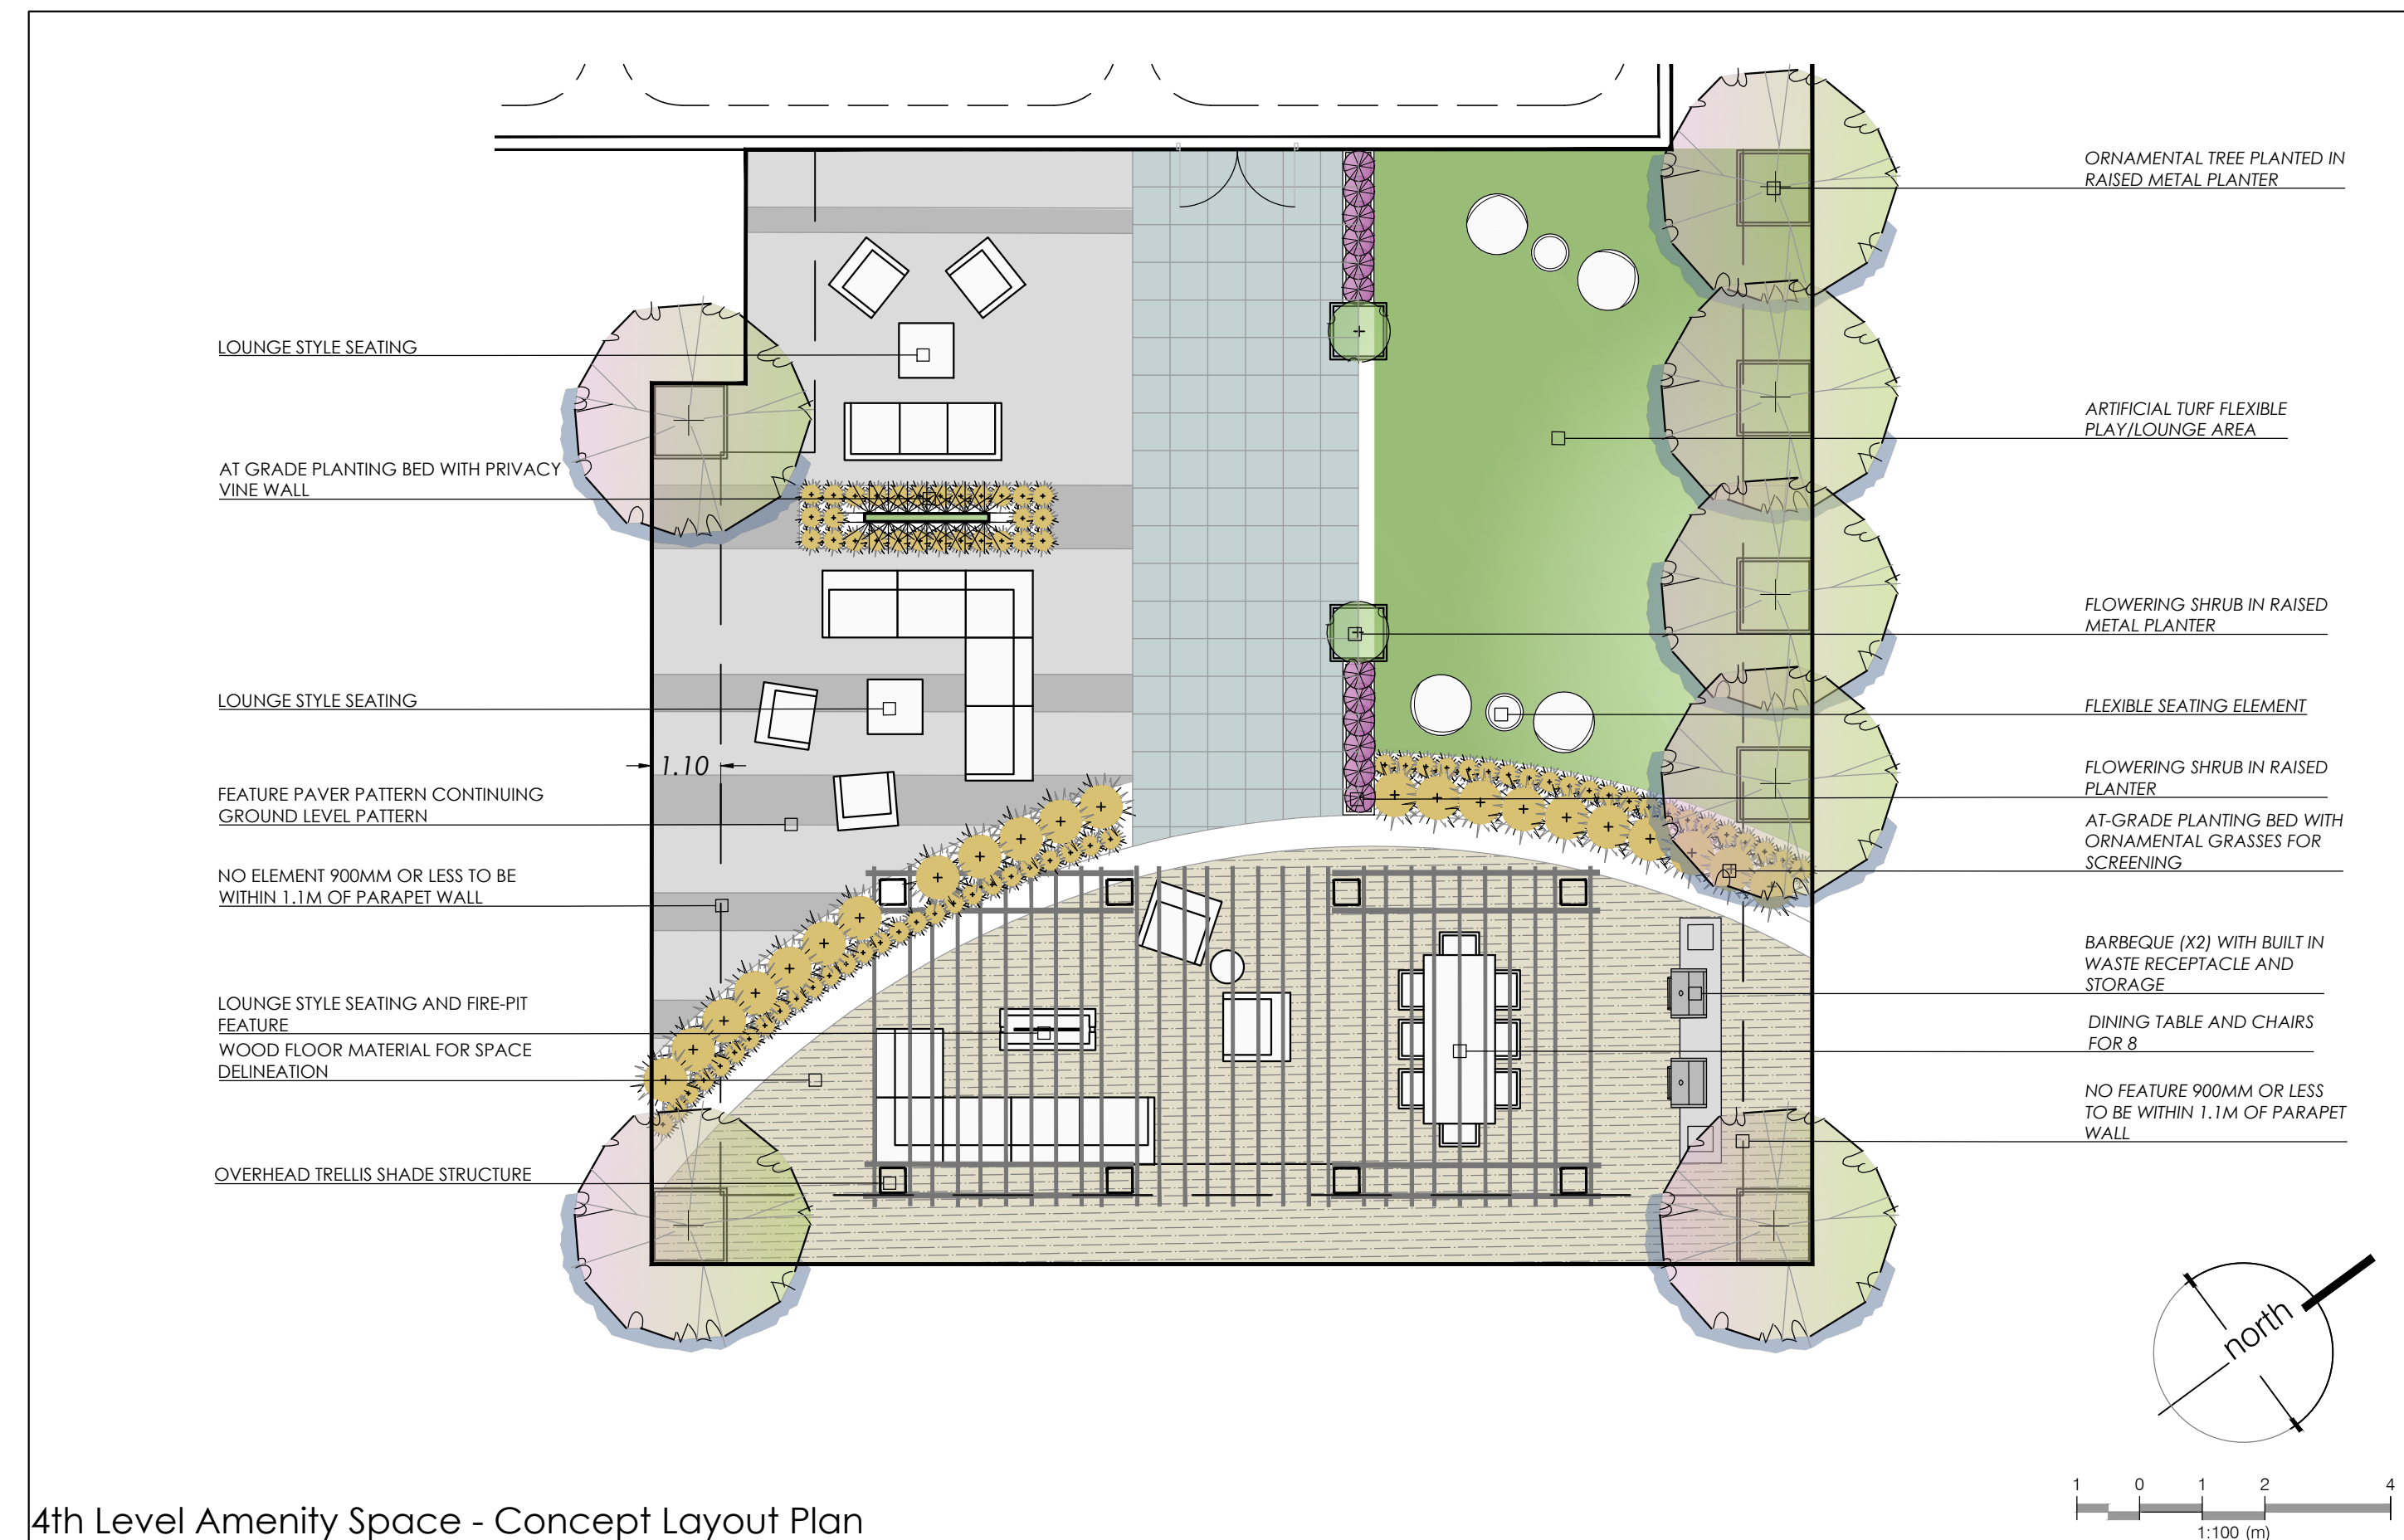 LOUNGE STYLE SEATING
AT GRADE PLANTING BED WITH PRIVACY
VINE WALL
LOUNGE STYLE SEATING
1.10
FEATURE PAVER PATTERN CONTINUING
GROUND LEVEL PATTERN
NO ELEMENT 900MM OR LESS TO BE
WITHIN 1.1M OF PARAPET WALL
LOUNGE STYLE SEATING AND FIRE-PIT
FEATURE
WOOD FLOOR MATERIAL FOR SPACE
DELINEATION
OVERHEAD TRELLIS SHADE STRUCTURE
ORNAMENTAL TREE PLANTED IN
RAISED METAL PLANTER
ARTIFICIAL TURF FLEXIBLE
PLAY/LOUNGE AREA
FLOWERING SHRUB IN RAISED
METAL PLANTER
FLEXIBLE SEATING ELEMENT
FLOWERING SHRUB IN RAISED
PLANTER
AT-GRADE PLANTING BED WITH
ORNAMENTAL GRASSES FOR
SCREENING
BARBEQUE (X2) WITH BUILT IN
WASTE RECEPTACLE AND
STORAGE
DINING TABLE AND CHAIRS
FOR 8
NO FEATURE 900MM OR LESS
TO BE WITHIN 1.1M OF PARAPET
WALL
north
1 0 1 2 4
1:100 (m)
4th Level Amenity Space - Concept Layout Plan